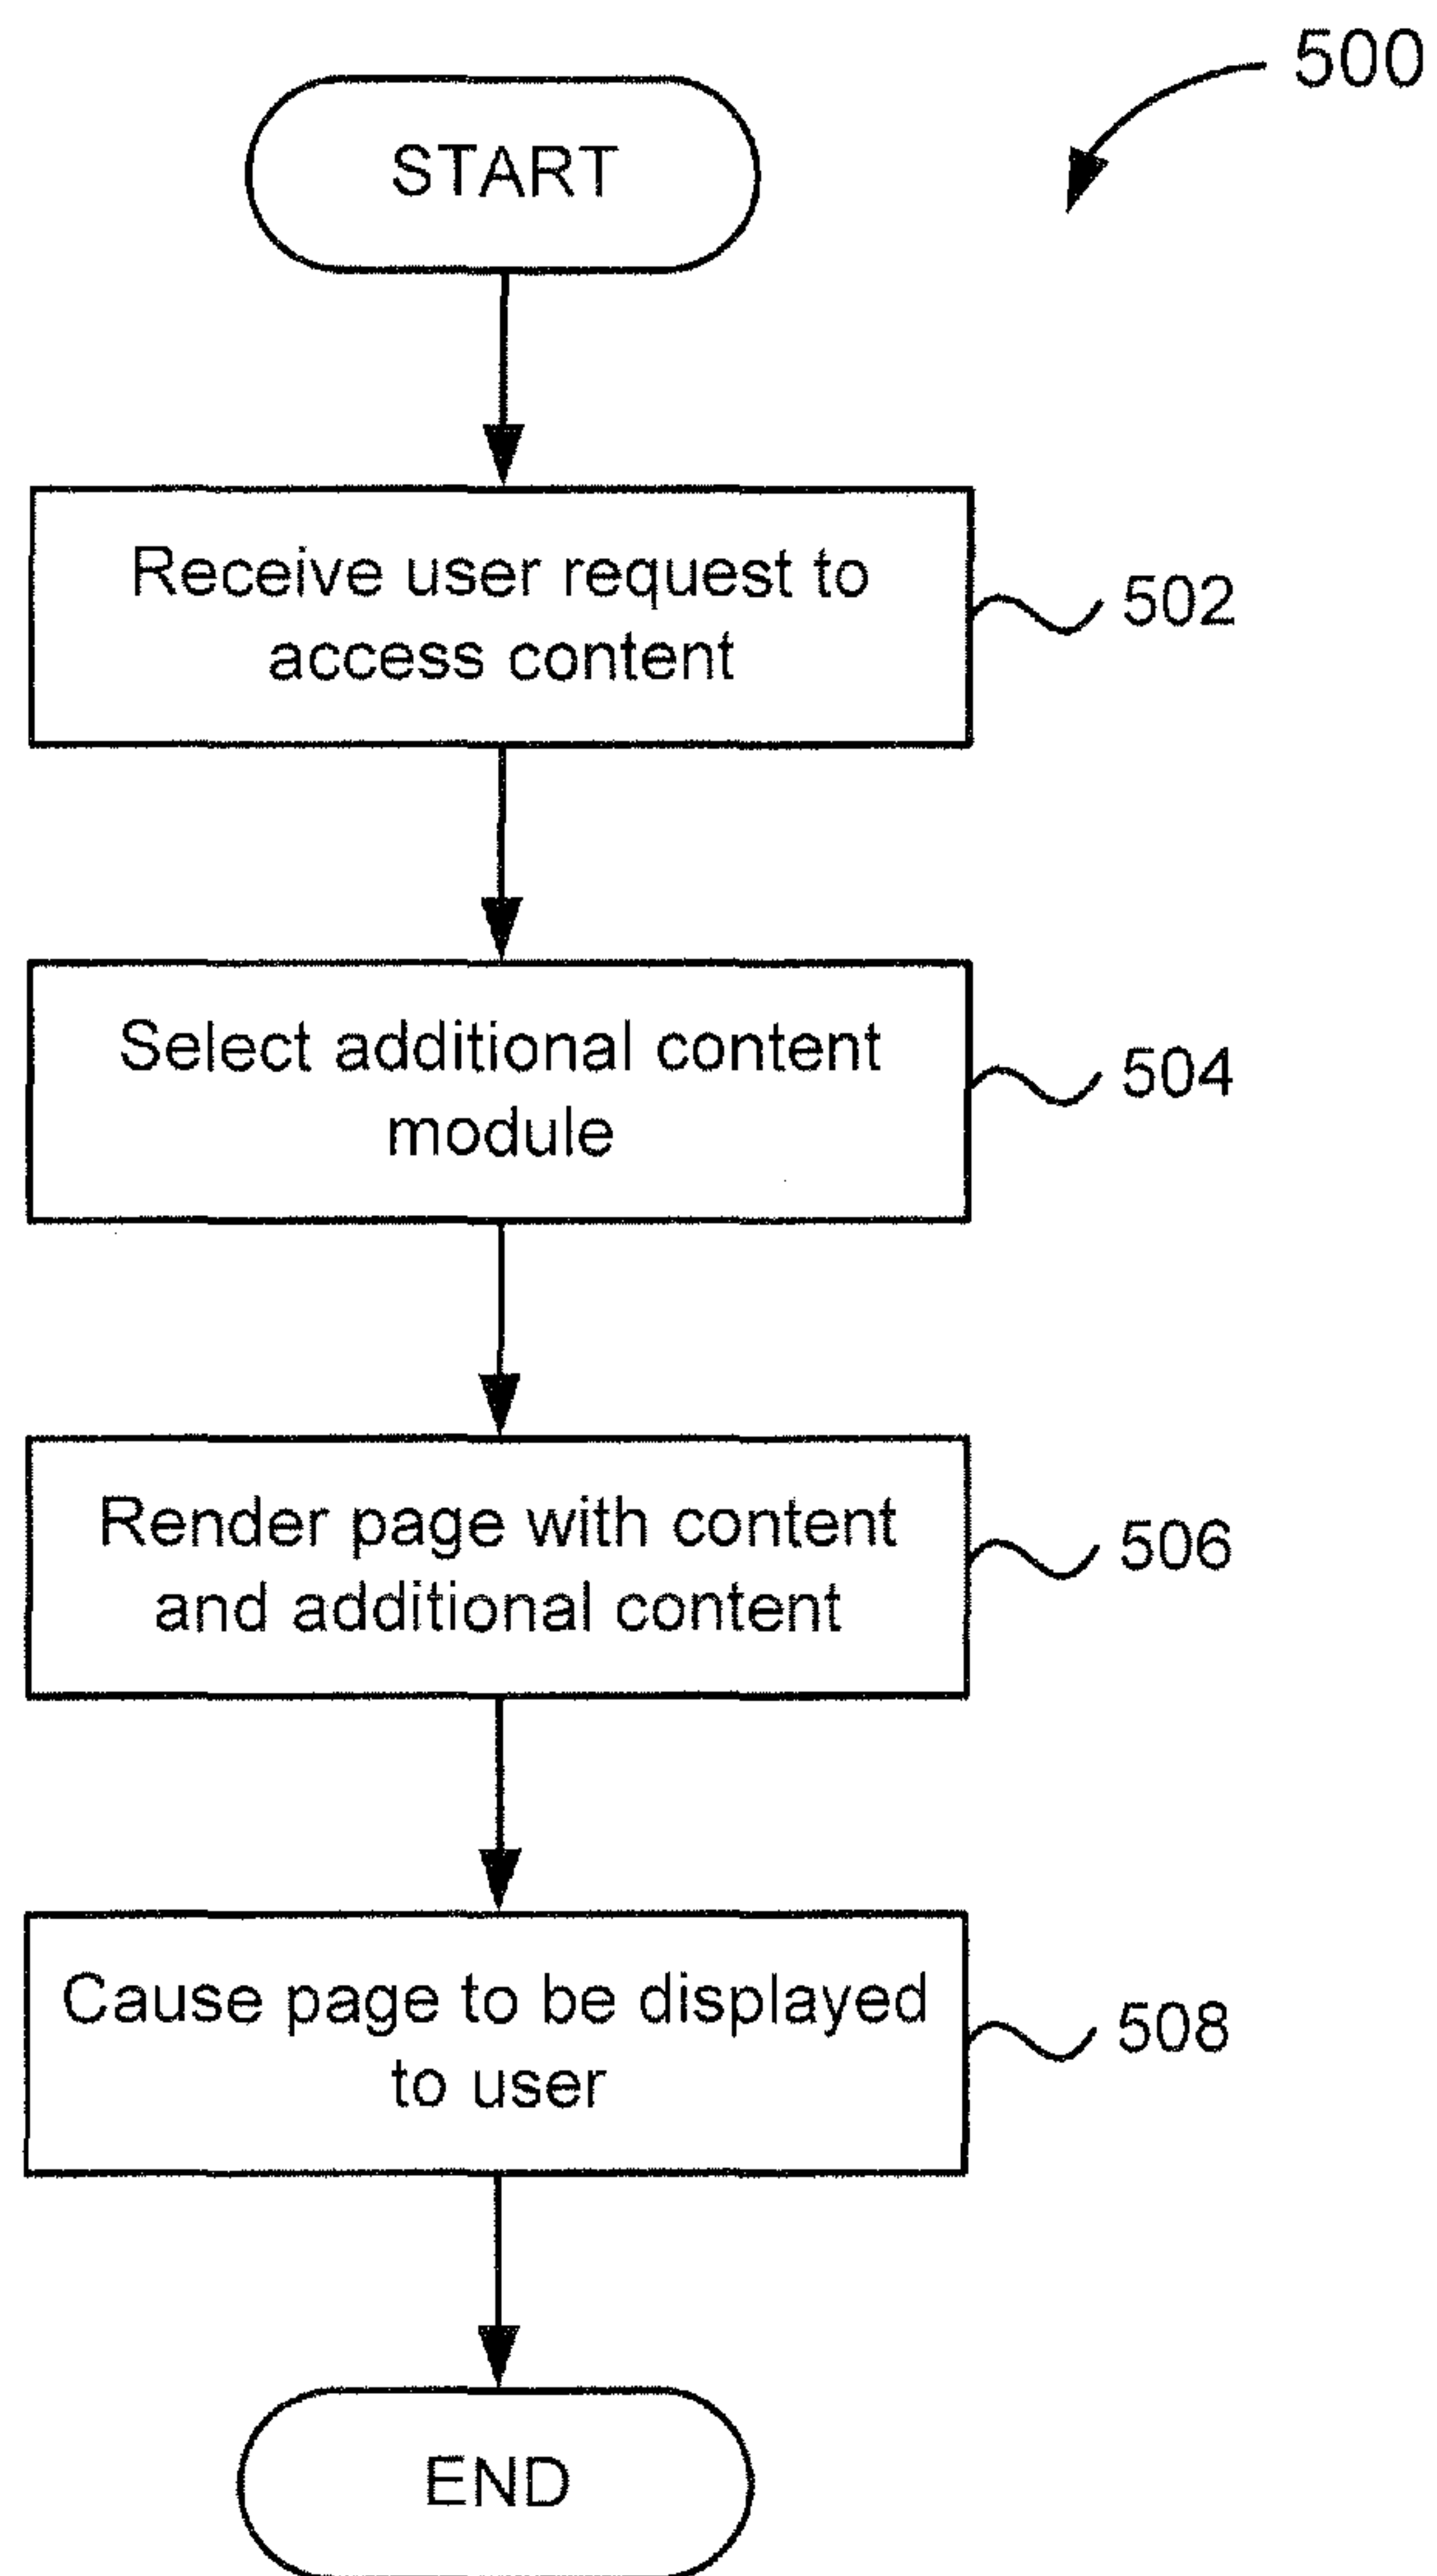 500
START
Receive user request to
access content
502
Select additional content
module
504
Render page with content
and additional content
506
Cause page to be displayed
to user
508
END